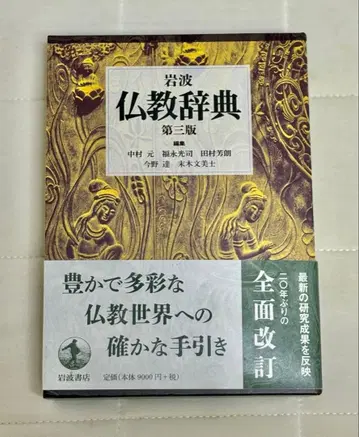 岩波
仏教辞典
第三版
編集
中村 元 福永光司 田村芳朗
今野 達 末木文美士
最新の研究成果を反映
二〇年ぶりの
全面改訂
豊かで多彩な
仏教世界への
確かな手引き
岩波書店
定価(本体9000円+税)